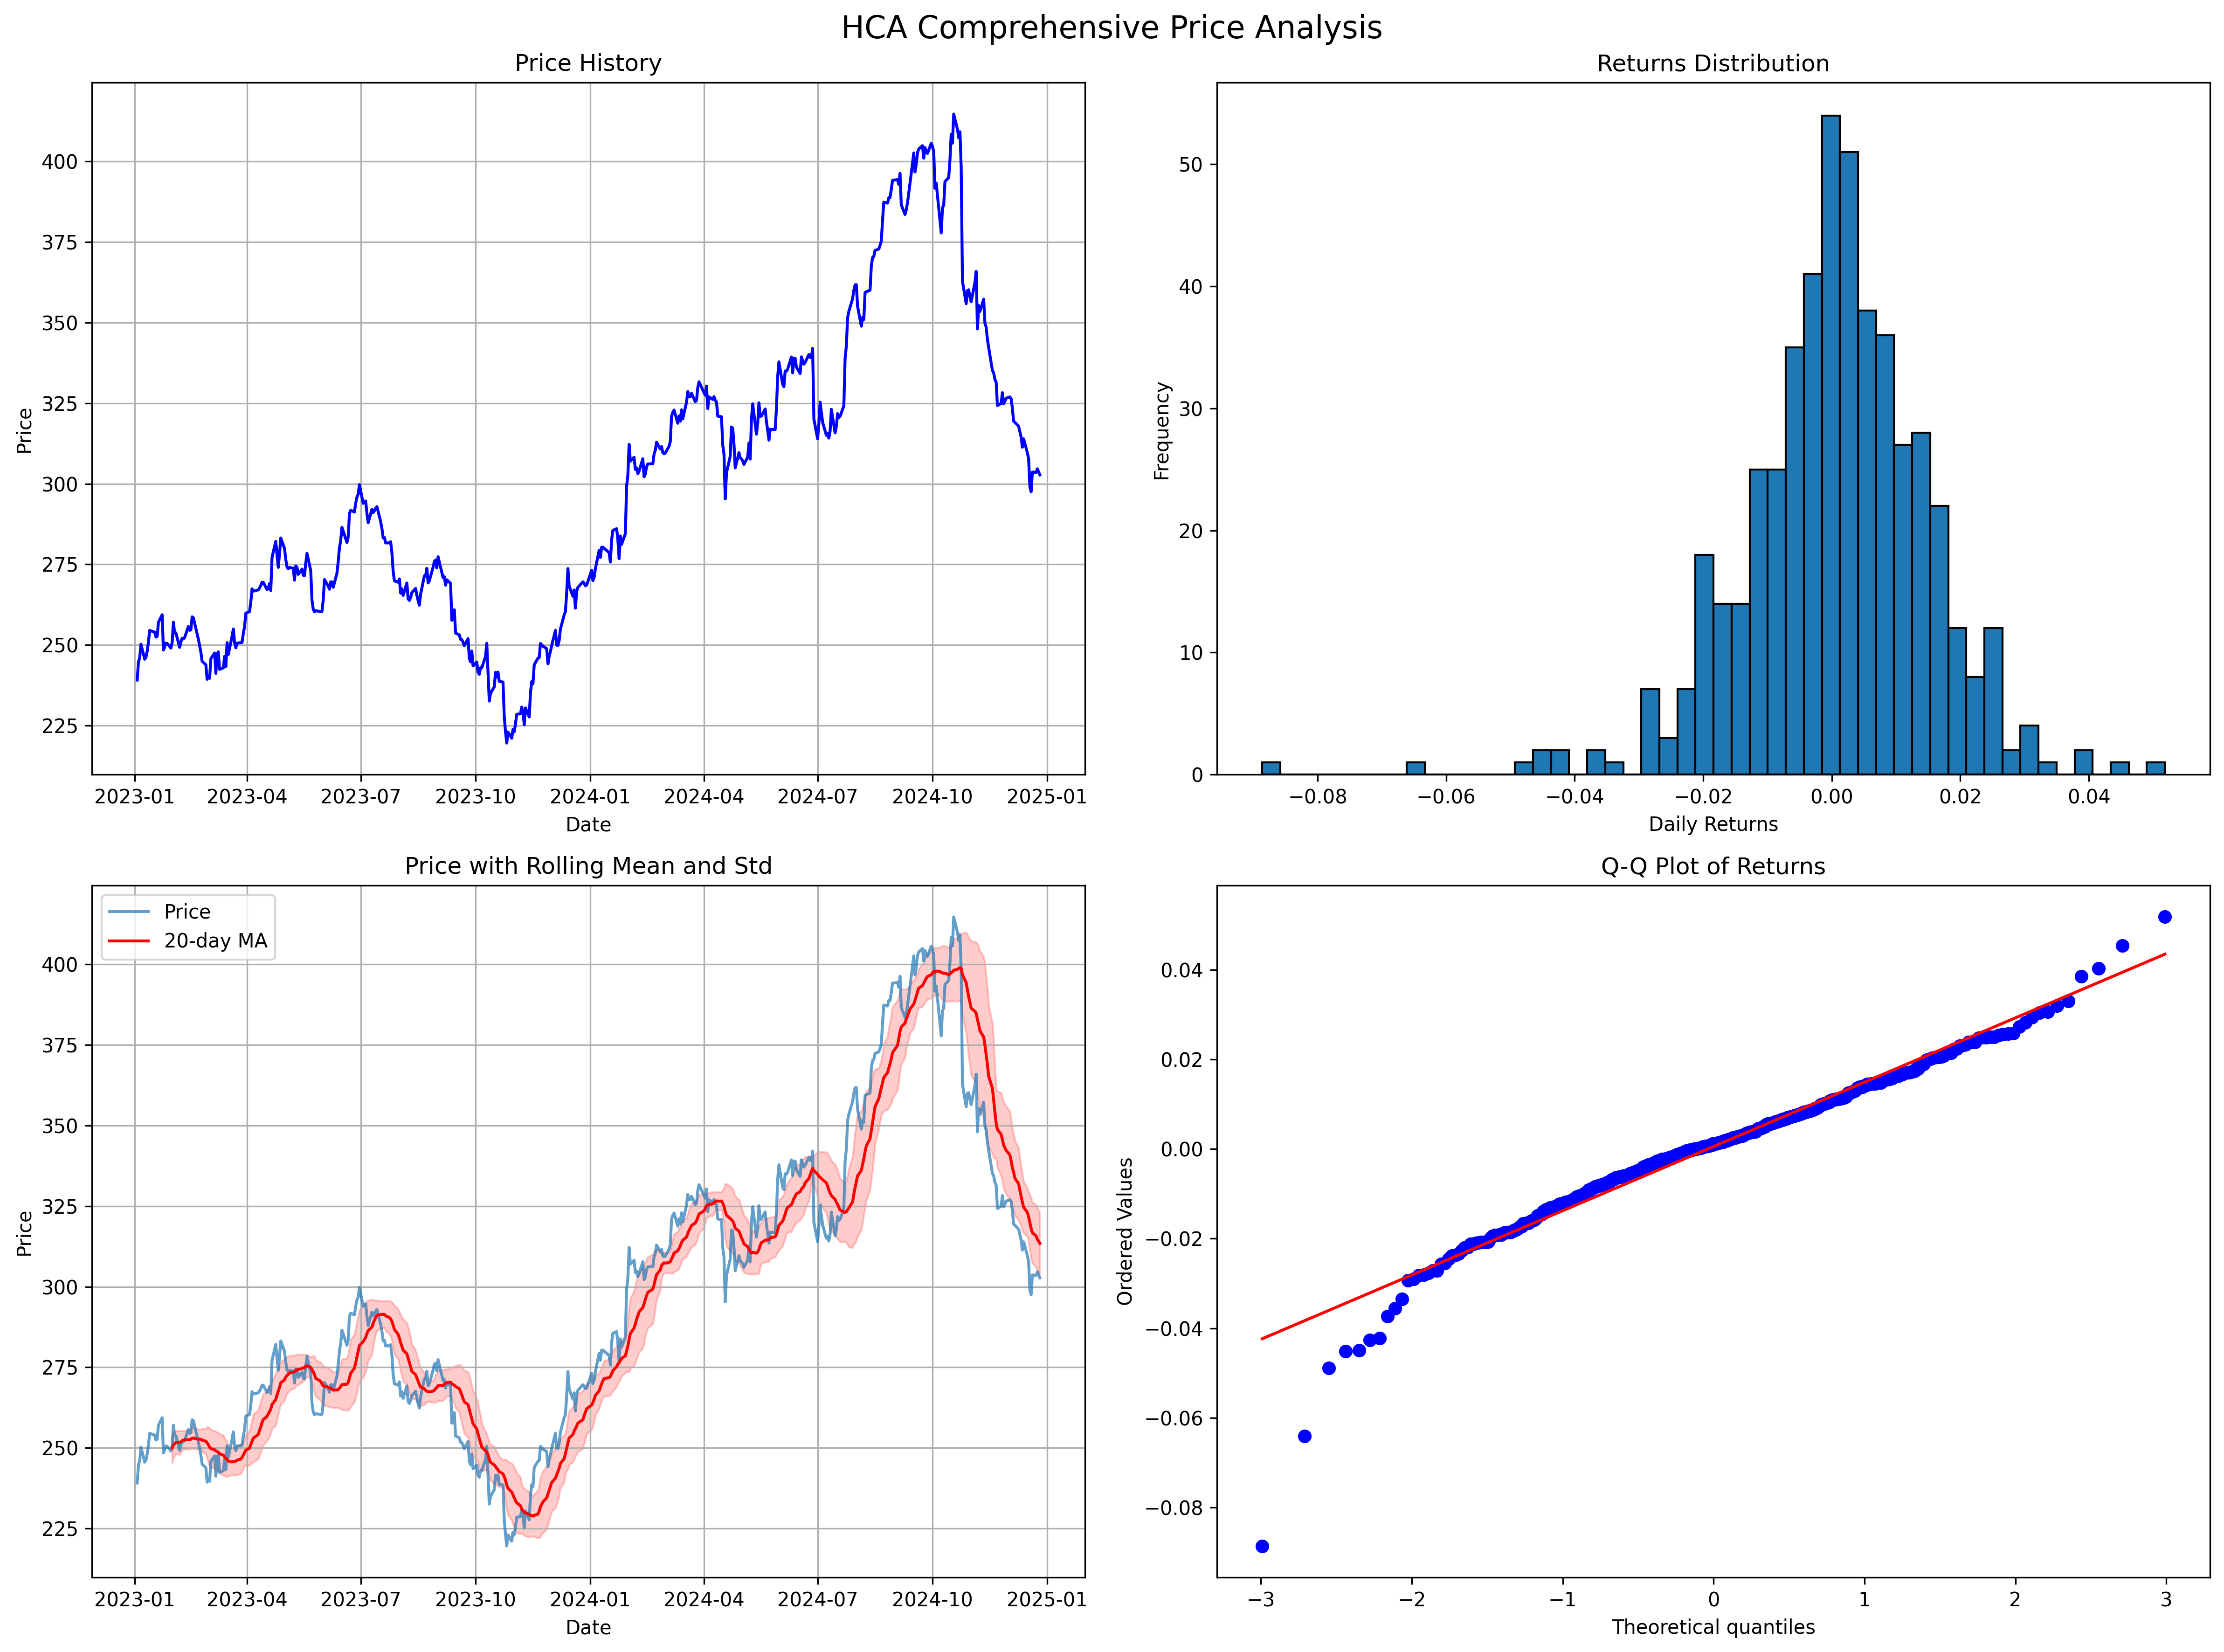 HCA Comprehensive Price Analysis
Price History
Price
400
375
350
325
300
275
250
225
2023-01 2023-04 2023-07 2023-10 2024-01 2024-04 2024-07 2024-10 2025-01
Date
Returns Distribution
Frequency
50
40
30
20
10
0
−0.08 −0.06 −0.04 −0.02 0.00 0.02 0.04
Daily Returns
Price with Rolling Mean and Std
Price
20-day MA
Price
400
375
350
325
300
275
250
225
2023-01 2023-04 2023-07 2023-10 2024-01 2024-04 2024-07 2024-10 2025-01
Date
Q-Q Plot of Returns
Ordered Values
0.04
0.02
0.00
−0.02
−0.04
−0.06
−0.08
−3 −2 −1 0 1 2 3
Theoretical quantiles